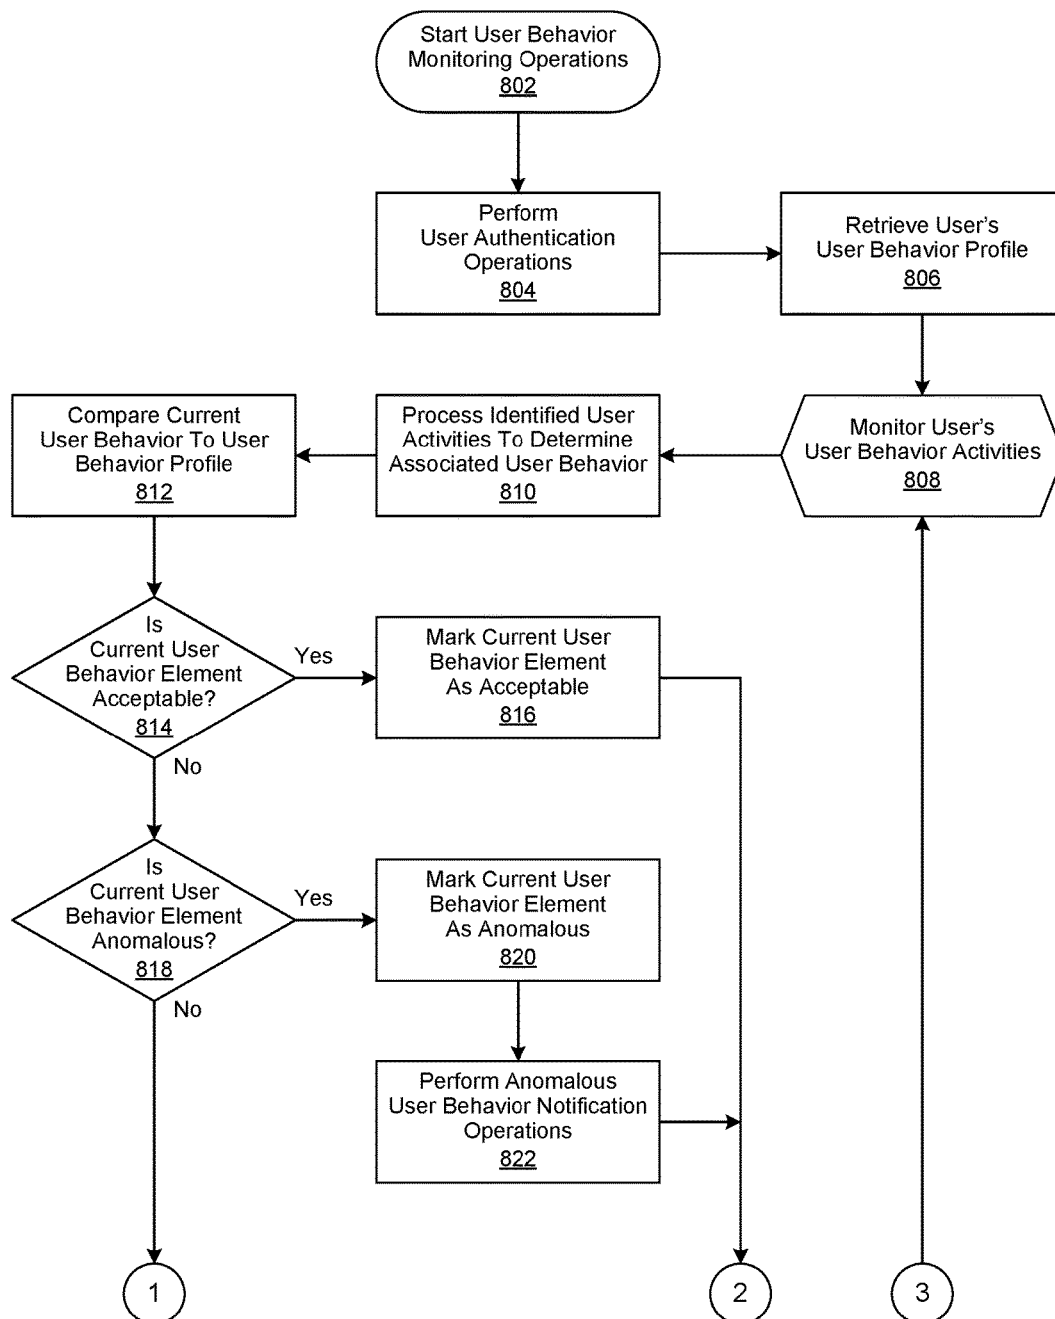 Start User Behavior
Monitoring Operations
802
Perform
User Authentication
Operations
804
Retrieve User's
User Behavior Profile
806
Compare Current
User Behavior To User
Behavior Profile
812
Process Identified User
Activities To Determine
Associated User Behavior
810
Monitor User's
User Behavior Activities
808
Is
Current User
Behavior Element
Acceptable?
814
Yes
No
Mark Current User
Behavior Element
As Acceptable
816
Is
Current User
Behavior Element
Anomalous?
818
Yes
No
Mark Current User
Behavior Element
As Anomalous
820
Perform Anomalous
User Behavior Notification
Operations
822
1
2
3